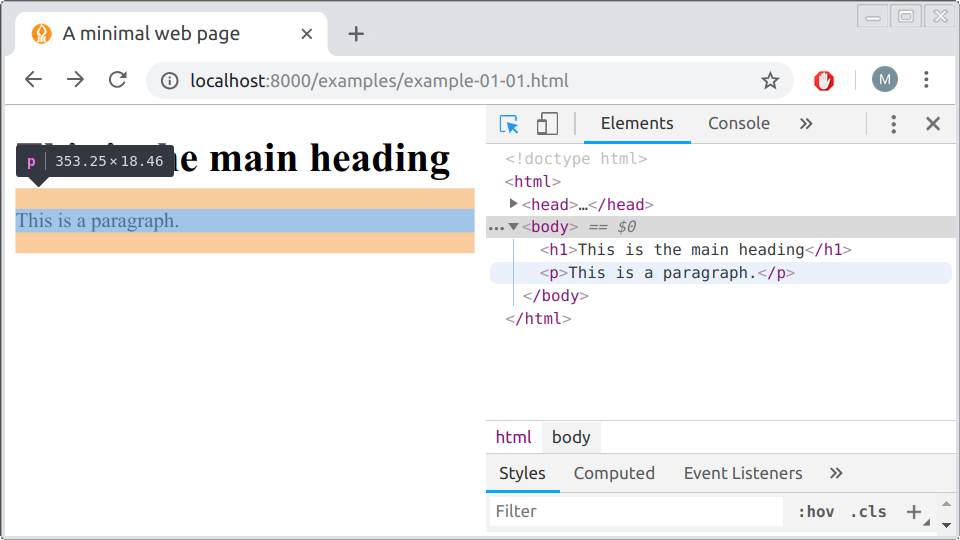 A minimal web page
localhost:8000/examples/example-01-01.html
M
he main heading
p 353.25 × 18.46
This is a paragraph.
Elements Console »
<!doctype html>
<html>
<head>…</head>
… <body> == $0
<h1>This is the main heading</h1>
<p>This is a paragraph.</p>
</body>
</html>
html body
Styles Computed Event Listeners »
Filter :hov .cls +